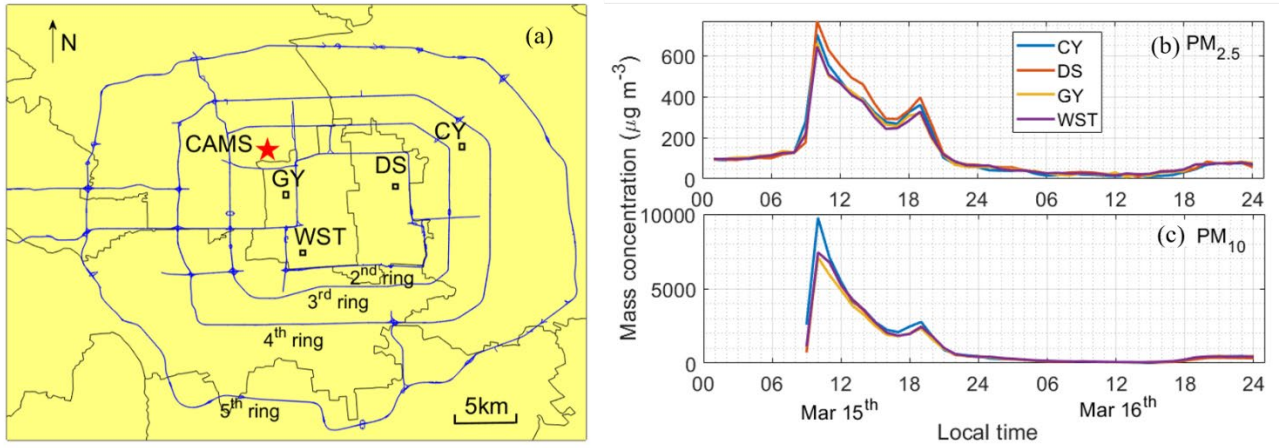 N
(a)
CAMS
CY
DS
GY
WST
2nd ring
3rd ring
4th ring
5th ring
5km
(b) PM2.5
CY
DS
GY
WST
600
400
200
0
(c) PM10
10000
5000
0
Mass concentration (μg m-3)
00 06 12 18 24 06 12 18 24
Mar 15th Mar 16th
Local time